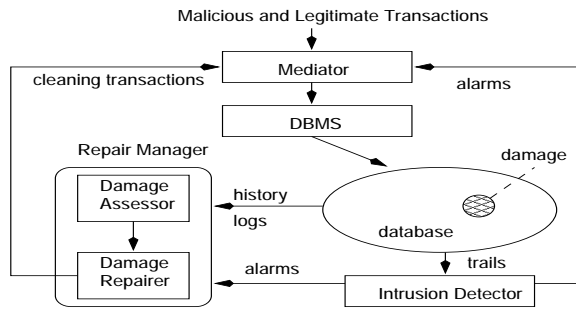 Malicious and Legitimate Transactions
cleaning transactions
Mediator
alarms
DBMS
Repair Manager
damage
Damage
Assessor
history
logs
database
Damage
Repairer
alarms
trails
Intrusion Detector